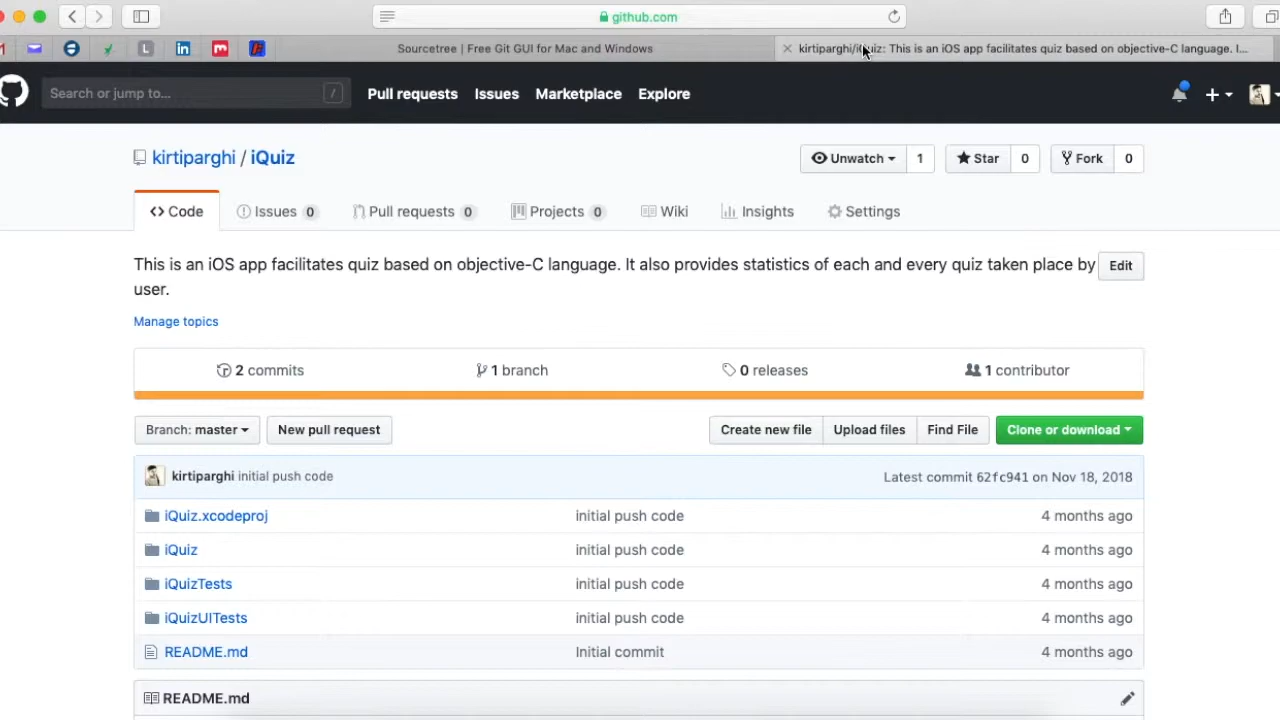 github.com
L
Sourcetree | Free Git GUI for Mac and Windows
kirtiparghi/iQuiz: This is an iOS app facilitates quiz based on objective-C language. I...
Search or jump to... /
Pull requests Issues Marketplace Explore
kirtiparghi / iQuiz
Unwatch 1 Star 0 Fork 0
Code Issues 0 Pull requests 0 Projects 0 Wiki Insights Settings
This is an iOS app facilitates quiz based on objective-C language. It also provides statistics of each and every quiz taken place by
user.
Edit
Manage topics
2 commits 1 branch 0 releases 1 contributor
Branch: master New pull request Create new file Upload files Find File Clone or download
kirtiparghi initial push code Latest commit 62fc941 on Nov 18, 2018
iQuiz.xcodeproj initial push code 4 months ago
iQuiz initial push code 4 months ago
iQuizTests initial push code 4 months ago
iQuizUITests initial push code 4 months ago
README.md Initial commit 4 months ago
README.md